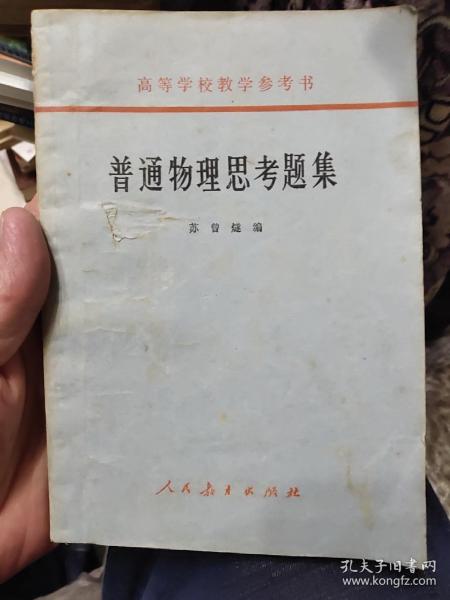 高等学校教学参考书
普通物理思考题集
苏曾燧编
人民教育出版社
孔夫子旧书网
www.kongfz.com